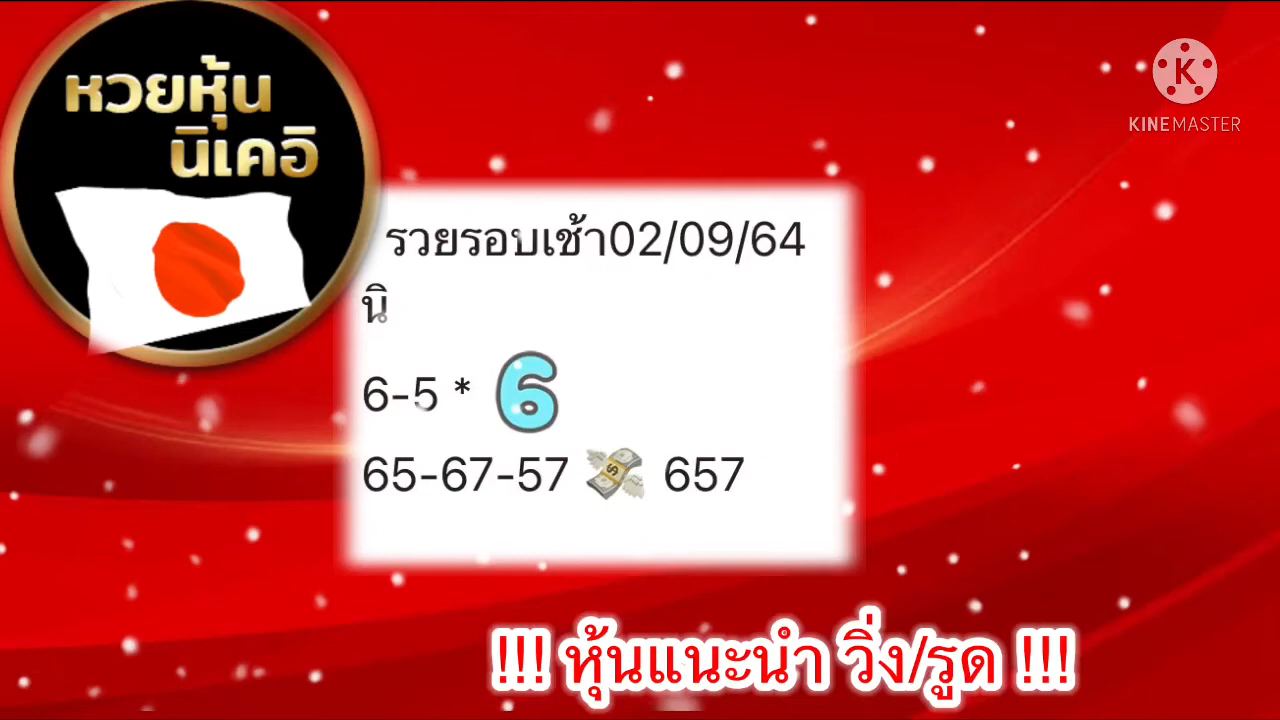 หวยหุ้น
นิเคอิ
K
KINEMASTER
รวยรอบเช้า02/09/64
นิ
6-5 * 6
65-67-57 💸 657
!!! หุ้นแนะนำ วิ่ง/รูด !!!